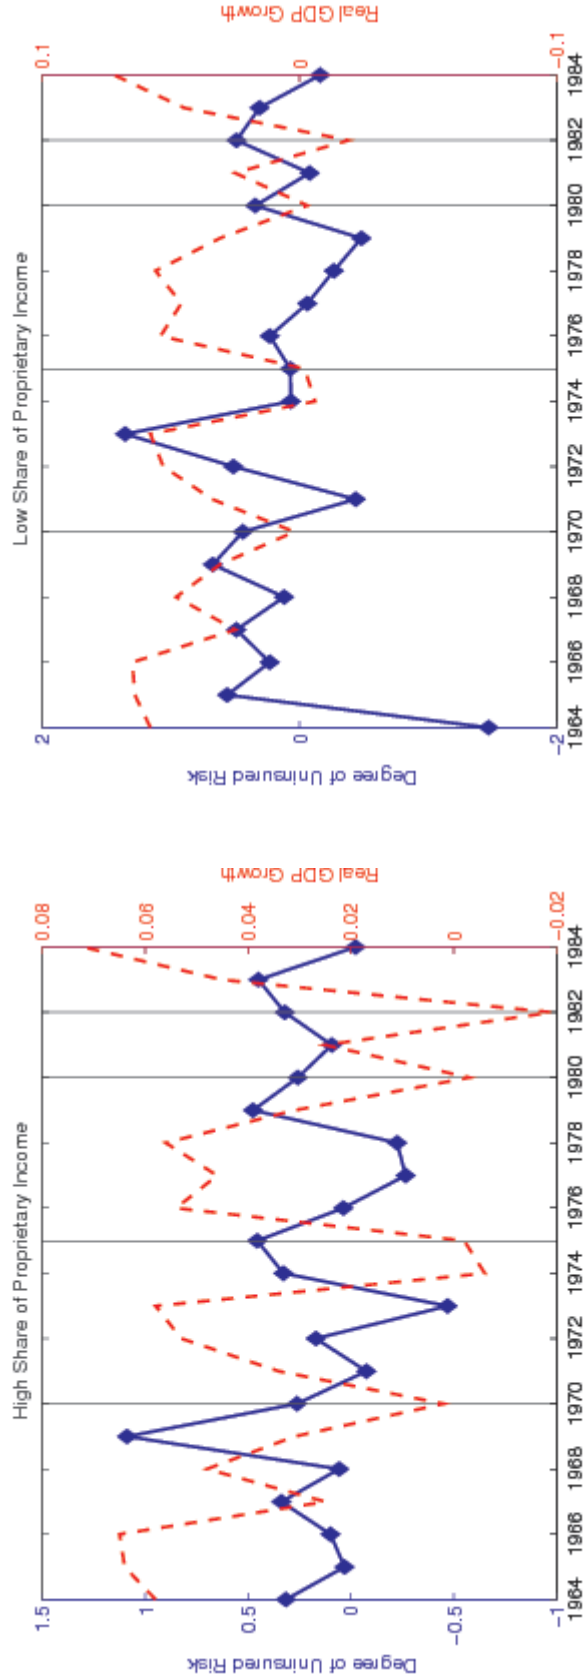 High Share of Proprietary Income
1.5
1
0.5
0
-0.5
-1
Degree of Uninsured Risk
0.08
0.06
0.04
0.02
0
-0.02
Real GDP Growth
1964 1966 1968 1970 1972 1974 1976 1978 1980 1982 1984
Low Share of Proprietary Income
2
0
-2
Degree of Uninsured Risk
0.1
0
-0.1
Real GDP Growth
1964 1966 1968 1970 1972 1974 1976 1978 1980 1982 1984